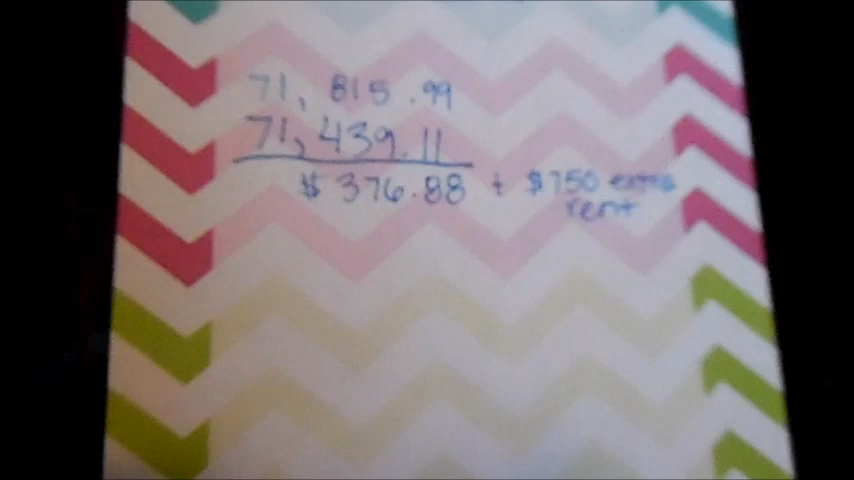 71, 815.99
71, 439.11
$ 376.88 + $750 extra
rent